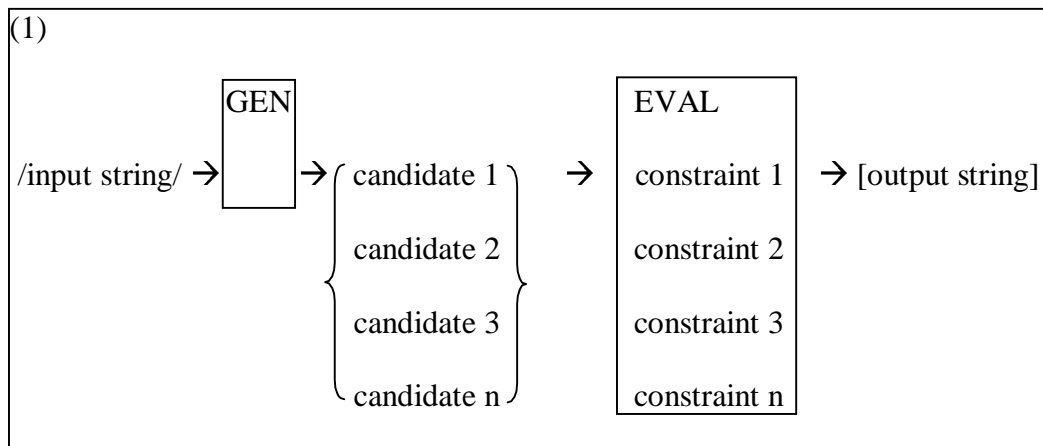 (1)
GEN EVAL
/input string/ → → candidate 1 → constraint 1 → [output string]
candidate 2 constraint 2
candidate 3 constraint 3
candidate n constraint n